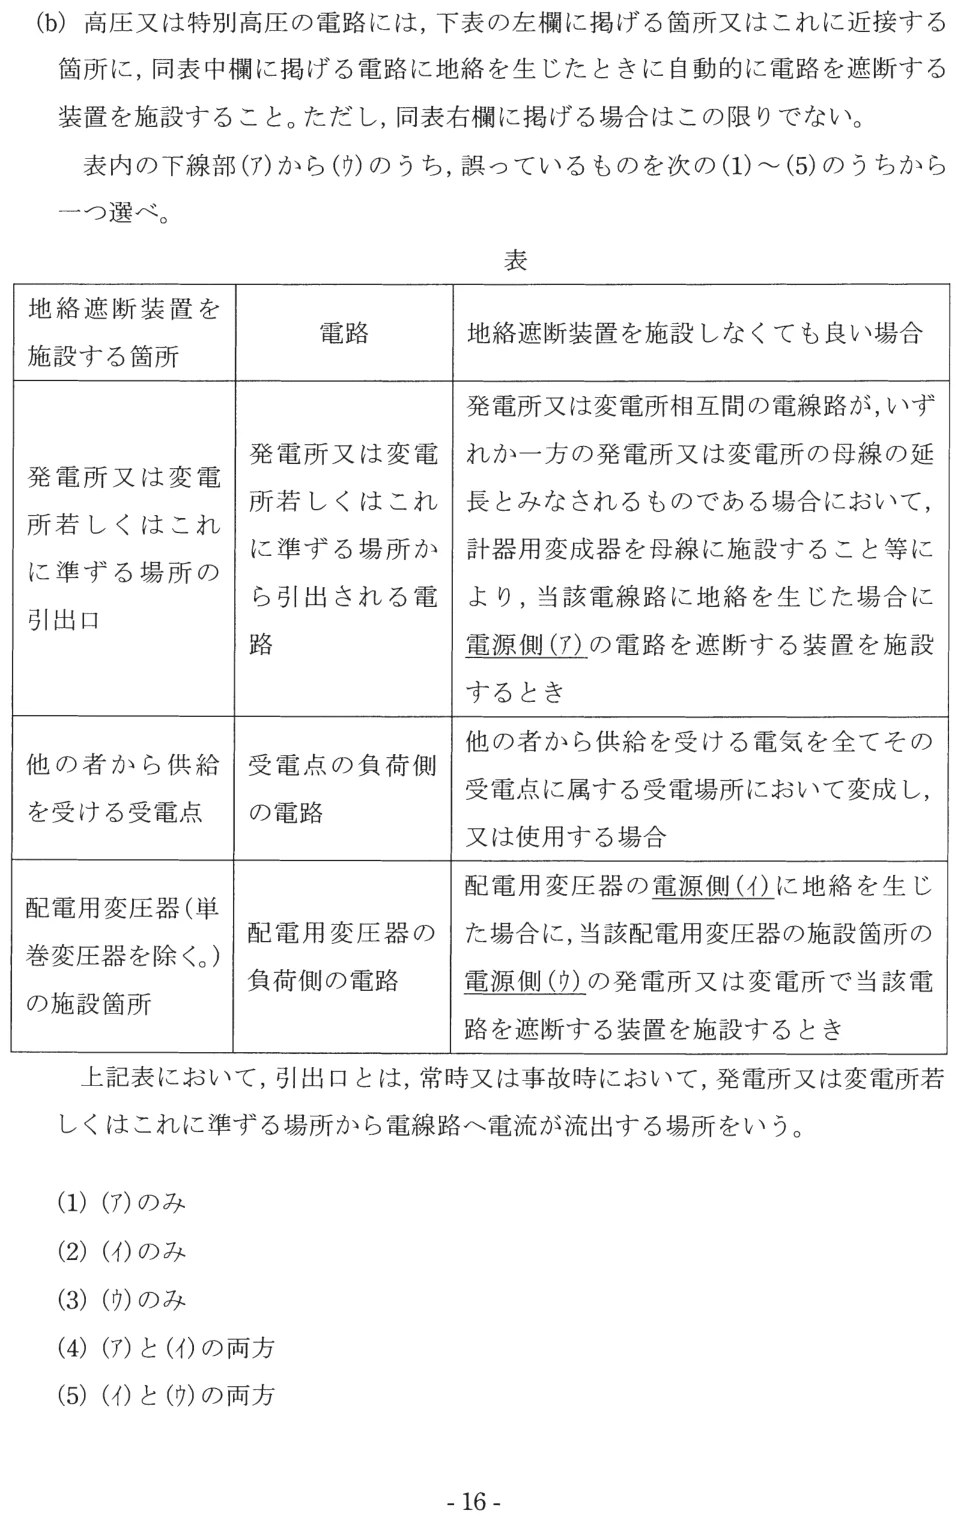 (b) 高圧又は特別高圧の電路には,下表の左欄に掲げる箇所又はこれに近接する
箇所に,同表中欄に掲げる電路に地絡を生じたときに自動的に電路を遮断する
装置を施設すること。ただし,同表右欄に掲げる場合はこの限りでない。
表内の下線部(ア)から(ウ)のうち,誤っているものを次の(1)～(5)のうちから
一つ選べ。
表
地絡遮断装置を
施設する箇所
電路
地絡遮断装置を施設しなくても良い場合
発電所又は変電
所若しくはこれ
に準ずる場所の
引出口
発電所又は変電
所若しくはこれ
に準ずる場所か
ら引出される電
路
発電所又は変電所相互間の電線路が,いず
れか一方の発電所又は変電所の母線の延
長とみなされるものである場合において,
計器用変成器を母線に施設すること等に
より,当該電線路に地絡を生じた場合に
電源側(ア)の電路を遮断する装置を施設
するとき
他の者から供給
を受ける受電点
受電点の負荷側
の電路
他の者から供給を受ける電気を全てその
受電点に属する受電場所において変成し,
又は使用する場合
配電用変圧器(単
巻変圧器を除く。)
の施設箇所
配電用変圧器の
負荷側の電路
配電用変圧器の電源側(イ)に地絡を生じ
た場合に,当該配電用変圧器の施設箇所の
電源側(ウ)の発電所又は変電所で当該電
路を遮断する装置を施設するとき
上記表において,引出口とは,常時又は事故時において,発電所又は変電所若
しくはこれに準ずる場所から電線路へ電流が流出する場所をいう。
(1) (ア)のみ
(2) (イ)のみ
(3) (ウ)のみ
(4) (ア)と(イ)の両方
(5) (イ)と(ウ)の両方
- 16 -